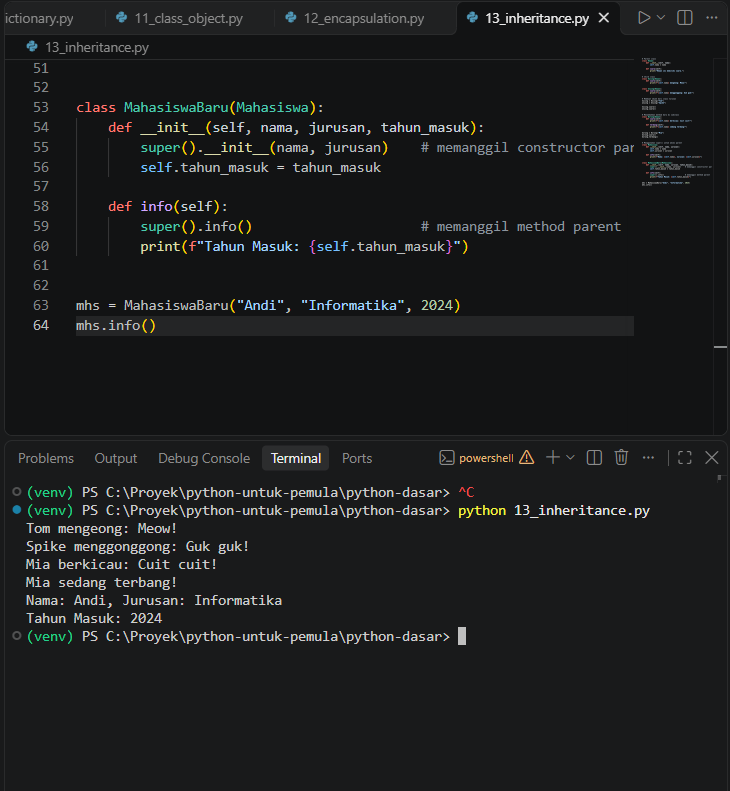 ictionary.py 11_class_object.py 12_encapsulation.py 13_inheritance.py
13_inheritance.py
51
52
53 class MahasiswaBaru(Mahasiswa):
54     def __init__(self, nama, jurusan, tahun_masuk):
55         super().__init__(nama, jurusan)    # memanggil constructor par
56         self.tahun_masuk = tahun_masuk
57
58     def info(self):
59         super().info()                     # memanggil method parent
60         print(f"Tahun Masuk: {self.tahun_masuk}")
61
62
63 mhs = MahasiswaBaru("Andi", "Informatika", 2024)
64 mhs.info()
Problems Output Debug Console Terminal Ports powershell
(venv) PS C:\Proyek\python-untuk-pemula\python-dasar> ^C
(venv) PS C:\Proyek\python-untuk-pemula\python-dasar> python 13_inheritance.py
Tom mengeong: Meow!
Spike menggonggong: Guk guk!
Mia berkicau: Cuit cuit!
Mia sedang terbang!
Nama: Andi, Jurusan: Informatika
Tahun Masuk: 2024
(venv) PS C:\Proyek\python-untuk-pemula\python-dasar>